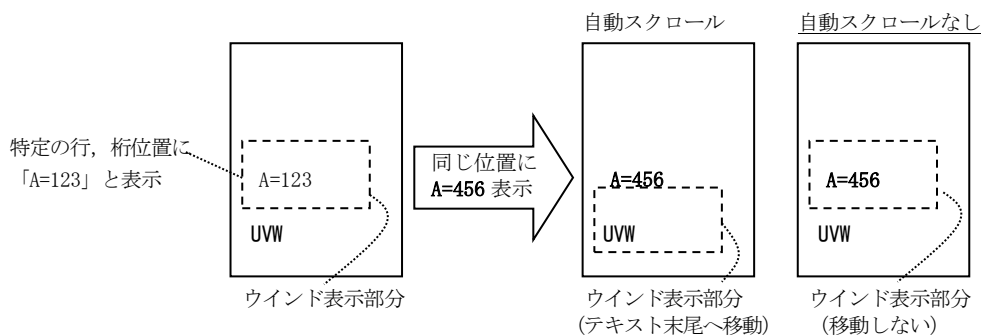 自動スクロール
自動スクロールなし
特定の行，桁位置に
「A=123」と表示
A=123
UVW
同じ位置に
A=456 表示
A=456
UVW
A=456
UVW
ウインド表示部分
ウインド表示部分
(テキスト末尾へ移動)
ウインド表示部分
(移動しない)